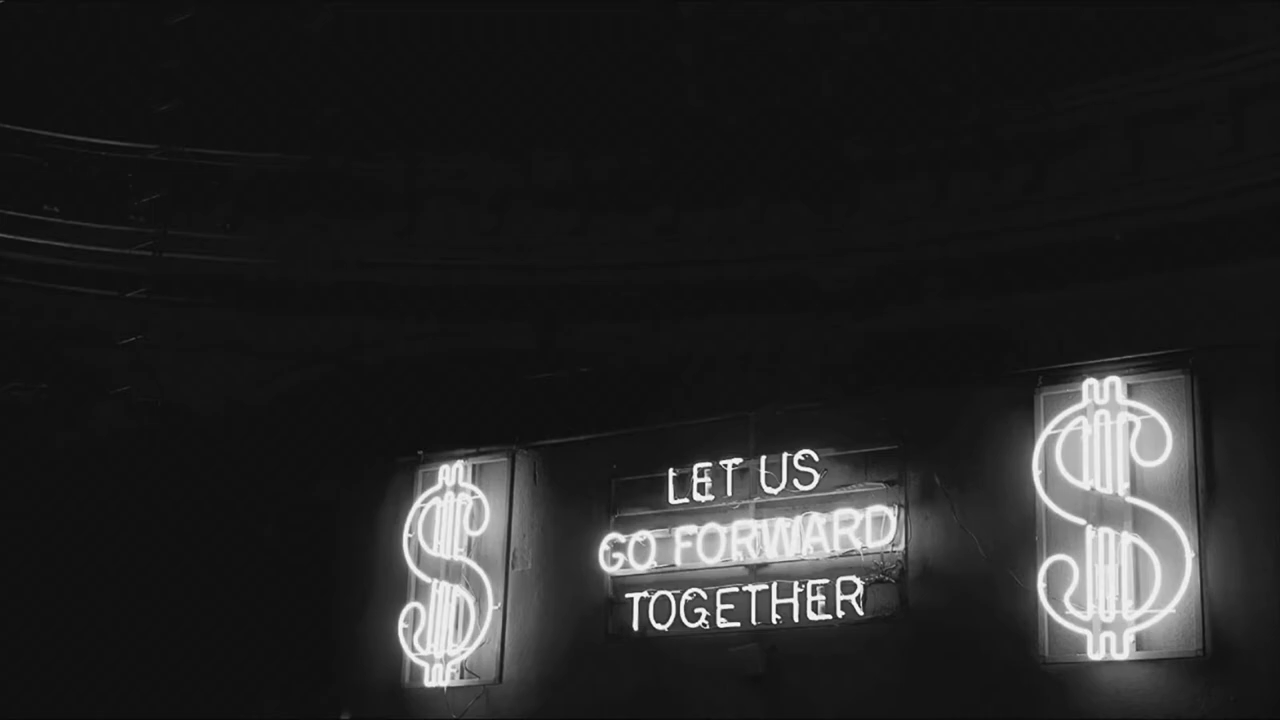 $
LET US
GO FORWARD
TOGETHER
$